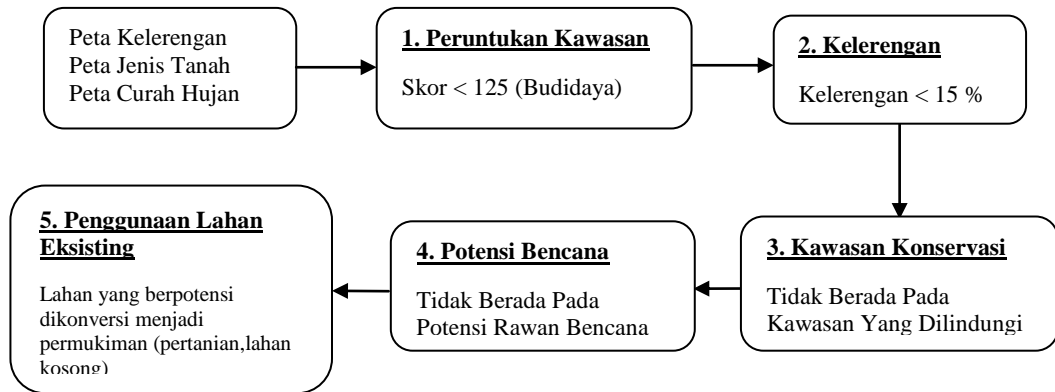 Peta Kelerengan
Peta Jenis Tanah
Peta Curah Hujan
1. Peruntukan Kawasan
Skor < 125 (Budidaya)
2. Kelerengan
Kelerengan < 15 %
3. Kawasan Konservasi
Tidak Berada Pada
Kawasan Yang Dilindungi
4. Potensi Bencana
Tidak Berada Pada
Potensi Rawan Bencana
5. Penggunaan Lahan
Eksisting
Lahan yang berpotensi
dikonversi menjadi
permukiman (pertanian,lahan
kosong)